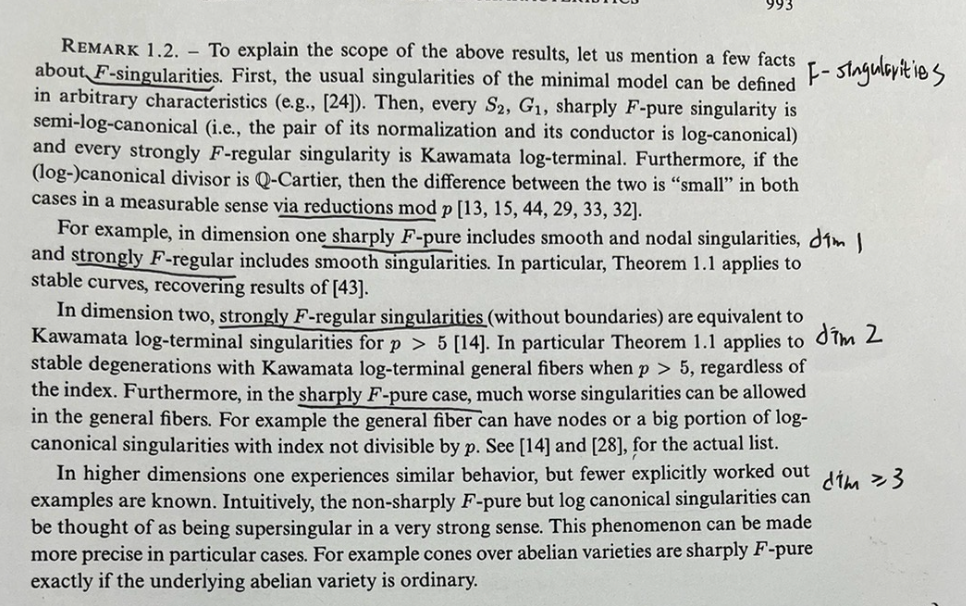 993
REMARK 1.2. – To explain the scope of the above results, let us mention a few facts
about F-singularities. First, the usual singularities of the minimal model can be defined
F-singularities
in arbitrary characteristics (e.g., [24]). Then, every S₂, G₁, sharply F-pure singularity is
semi-log-canonical (i.e., the pair of its normalization and its conductor is log-canonical)
and every strongly F-regular singularity is Kawamata log-terminal. Furthermore, if the
(log-)canonical divisor is ℚ-Cartier, then the difference between the two is “small” in both
cases in a measurable sense via reductions mod p [13, 15, 44, 29, 33, 32].
For example, in dimension one sharply F-pure includes smooth and nodal singularities,
dim 1
and strongly F-regular includes smooth singularities. In particular, Theorem 1.1 applies to
stable curves, recovering results of [43].
In dimension two, strongly F-regular singularities (without boundaries) are equivalent to
Kawamata log-terminal singularities for p > 5 [14]. In particular Theorem 1.1 applies to
dim 2
stable degenerations with Kawamata log-terminal general fibers when p > 5, regardless of
the index. Furthermore, in the sharply F-pure case, much worse singularities can be allowed
in the general fibers. For example the general fiber can have nodes or a big portion of log-
canonical singularities with index not divisible by p. See [14] and [28], for the actual list.
In higher dimensions one experiences similar behavior, but fewer explicitly worked out
dim ≥ 3
examples are known. Intuitively, the non-sharply F-pure but log canonical singularities can
be thought of as being supersingular in a very strong sense. This phenomenon can be made
more precise in particular cases. For example cones over abelian varieties are sharply F-pure
exactly if the underlying abelian variety is ordinary.